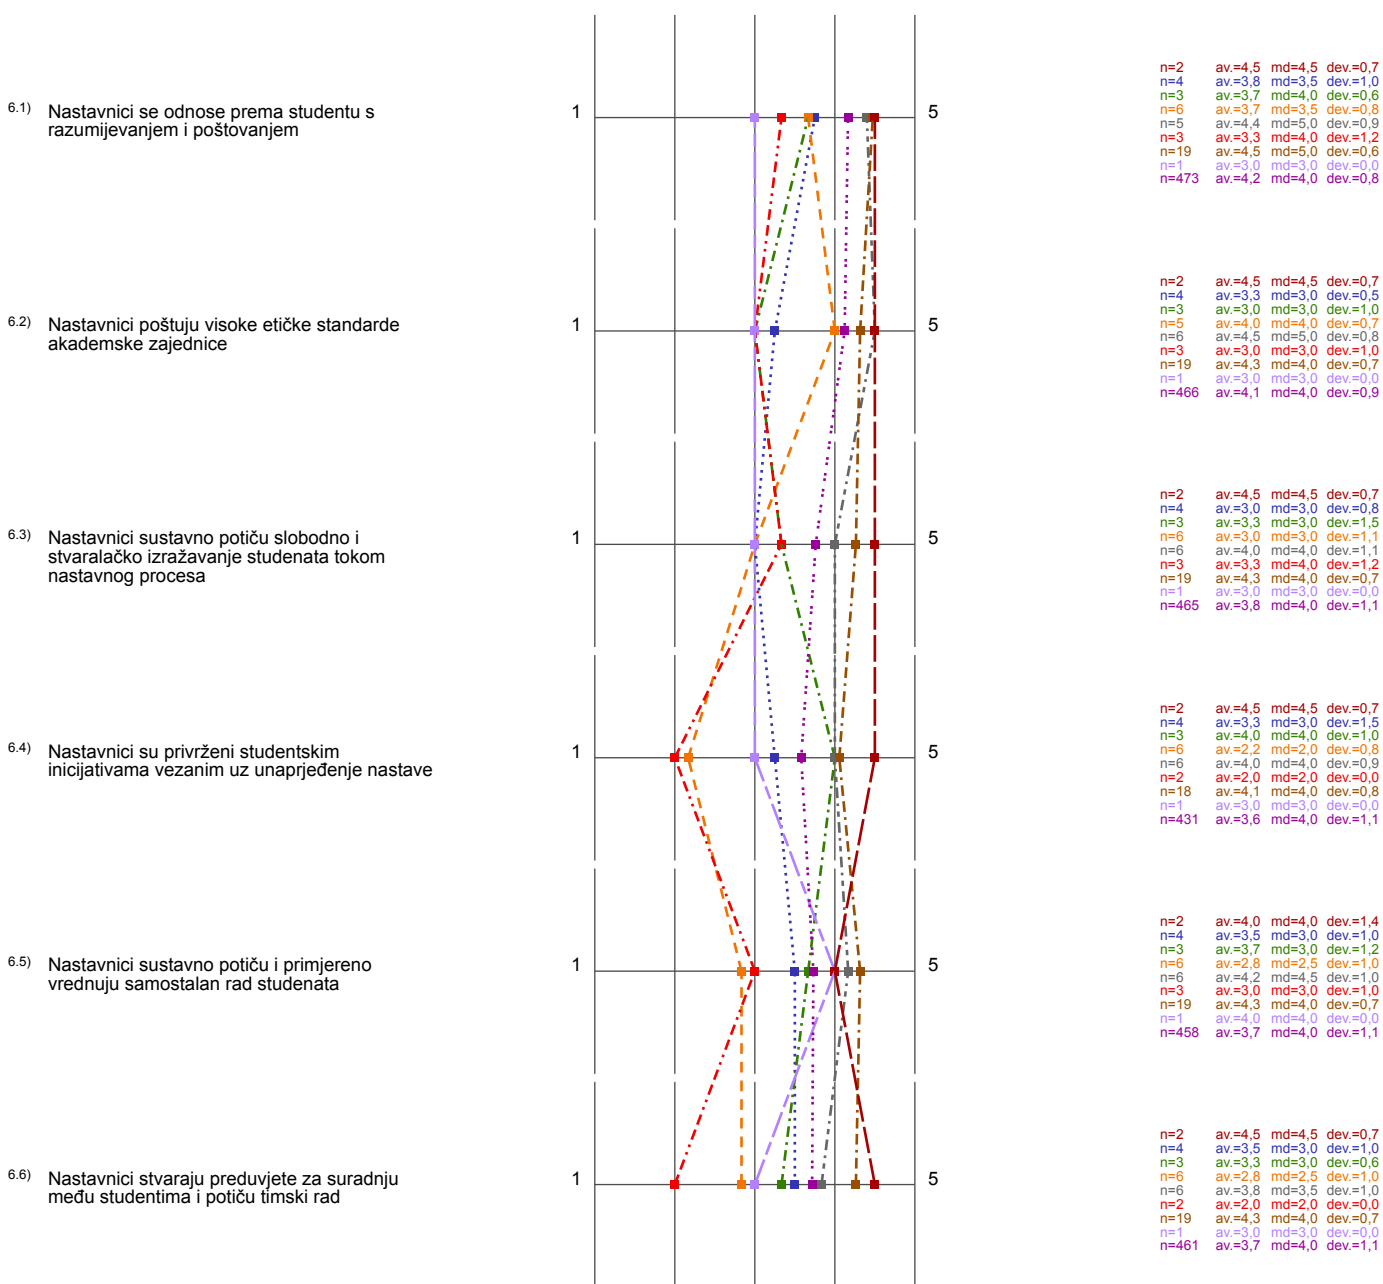 6.1) Nastavnici se odnose prema studentu s
razumijevanjem i poštovanjem
1
5
n=2 av.=4,5 md=4,5 dev.=0,7
n=4 av.=3,8 md=3,5 dev.=1,0
n=3 av.=3,7 md=4,0 dev.=0,6
n=6 av.=3,7 md=3,5 dev.=0,8
n=5 av.=4,4 md=5,0 dev.=0,9
n=3 av.=3,3 md=4,0 dev.=1,2
n=19 av.=4,5 md=5,0 dev.=0,6
n=1 av.=3,0 md=3,0 dev.=0,0
n=473 av.=4,2 md=4,0 dev.=0,8
6.2) Nastavnici poštuju visoke etičke standarde
akademske zajednice
1
5
n=2 av.=4,5 md=4,5 dev.=0,7
n=4 av.=3,3 md=3,0 dev.=0,5
n=3 av.=3,0 md=3,0 dev.=1,0
n=5 av.=4,0 md=4,0 dev.=0,7
n=6 av.=4,5 md=5,0 dev.=0,8
n=3 av.=3,0 md=3,0 dev.=1,0
n=19 av.=4,3 md=4,0 dev.=0,7
n=1 av.=3,0 md=3,0 dev.=0,0
n=466 av.=4,1 md=4,0 dev.=0,9
6.3) Nastavnici sustavno potiču slobodno i
stvaralačko izražavanje studenata tokom
nastavnog procesa
1
5
n=2 av.=4,5 md=4,5 dev.=0,7
n=4 av.=3,0 md=3,0 dev.=0,8
n=3 av.=3,3 md=3,0 dev.=1,5
n=6 av.=3,0 md=3,0 dev.=1,1
n=6 av.=4,0 md=4,0 dev.=1,1
n=3 av.=3,3 md=4,0 dev.=1,2
n=19 av.=4,3 md=4,0 dev.=0,7
n=1 av.=3,0 md=3,0 dev.=0,0
n=465 av.=3,8 md=4,0 dev.=1,1
6.4) Nastavnici su privrženi studentskim
inicijativama vezanim uz unaprjeđenje nastave
1
5
n=2 av.=4,5 md=4,5 dev.=0,7
n=4 av.=3,3 md=3,0 dev.=1,5
n=3 av.=4,0 md=4,0 dev.=1,0
n=6 av.=2,2 md=2,0 dev.=0,8
n=6 av.=4,0 md=4,0 dev.=0,9
n=2 av.=2,0 md=2,0 dev.=0,0
n=18 av.=4,1 md=4,0 dev.=0,8
n=1 av.=3,0 md=3,0 dev.=0,0
n=431 av.=3,6 md=4,0 dev.=1,1
6.5) Nastavnici sustavno potiču i primjereno
vrednuju samostalan rad studenata
1
5
n=2 av.=4,0 md=4,0 dev.=1,4
n=4 av.=3,5 md=3,0 dev.=1,0
n=3 av.=3,7 md=3,0 dev.=1,2
n=6 av.=2,8 md=2,5 dev.=1,0
n=6 av.=4,2 md=4,5 dev.=1,0
n=3 av.=3,0 md=3,0 dev.=1,0
n=19 av.=4,3 md=4,0 dev.=0,7
n=1 av.=4,0 md=4,0 dev.=0,0
n=458 av.=3,7 md=4,0 dev.=1,1
6.6) Nastavnici stvaraju preduvjete za suradnju
među studentima i potiču timski rad
1
5
n=2 av.=4,5 md=4,5 dev.=0,7
n=4 av.=3,5 md=3,0 dev.=1,0
n=3 av.=3,3 md=3,0 dev.=0,6
n=6 av.=2,8 md=2,5 dev.=1,0
n=6 av.=3,8 md=3,5 dev.=1,0
n=2 av.=2,0 md=2,0 dev.=0,0
n=19 av.=4,3 md=4,0 dev.=0,7
n=1 av.=3,0 md=3,0 dev.=0,0
n=461 av.=3,7 md=4,0 dev.=1,1